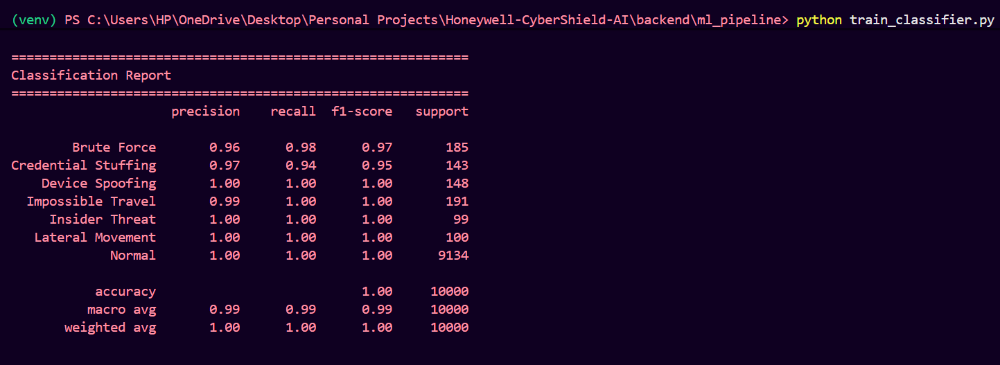 (venv) PS C:\Users\HP\OneDrive\Desktop\Personal Projects\Honeywell-CyberShield-AI\backend\ml_pipeline> python train_classifier.py
============================================================
Classification Report
============================================================
precision recall f1-score support
Brute Force 0.96 0.98 0.97 185
Credential Stuffing 0.97 0.94 0.95 143
Device Spoofing 1.00 1.00 1.00 148
Impossible Travel 0.99 1.00 1.00 191
Insider Threat 1.00 1.00 1.00 99
Lateral Movement 1.00 1.00 1.00 100
Normal 1.00 1.00 1.00 9134
accuracy 1.00 10000
macro avg 0.99 0.99 0.99 10000
weighted avg 1.00 1.00 1.00 10000